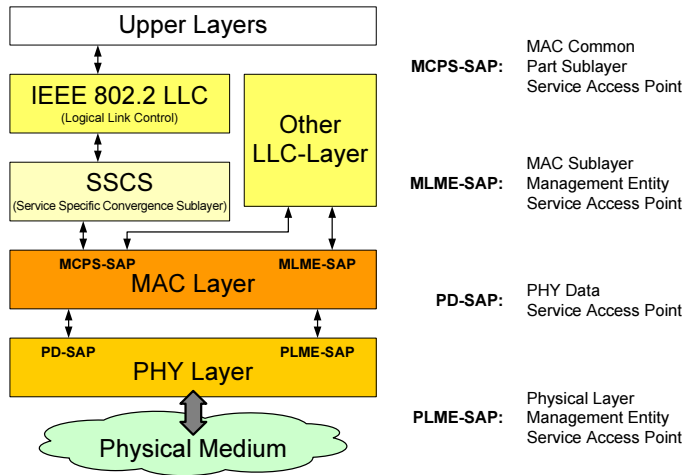 Upper Layers
IEEE 802.2 LLC
(Logical Link Control)
Other
LLC-Layer
SSCS
(Service Specific Convergence Sublayer)
MCPS-SAP
MLME-SAP
MAC Layer
PD-SAP
PLME-SAP
PHY Layer
Physical Medium
MCPS-SAP:
MAC Common
Part Sublayer
Service Access Point
MLME-SAP:
MAC Sublayer
Management Entity
Service Access Point
PD-SAP:
PHY Data
Service Access Point
PLME-SAP:
Physical Layer
Management Entity
Service Access Point